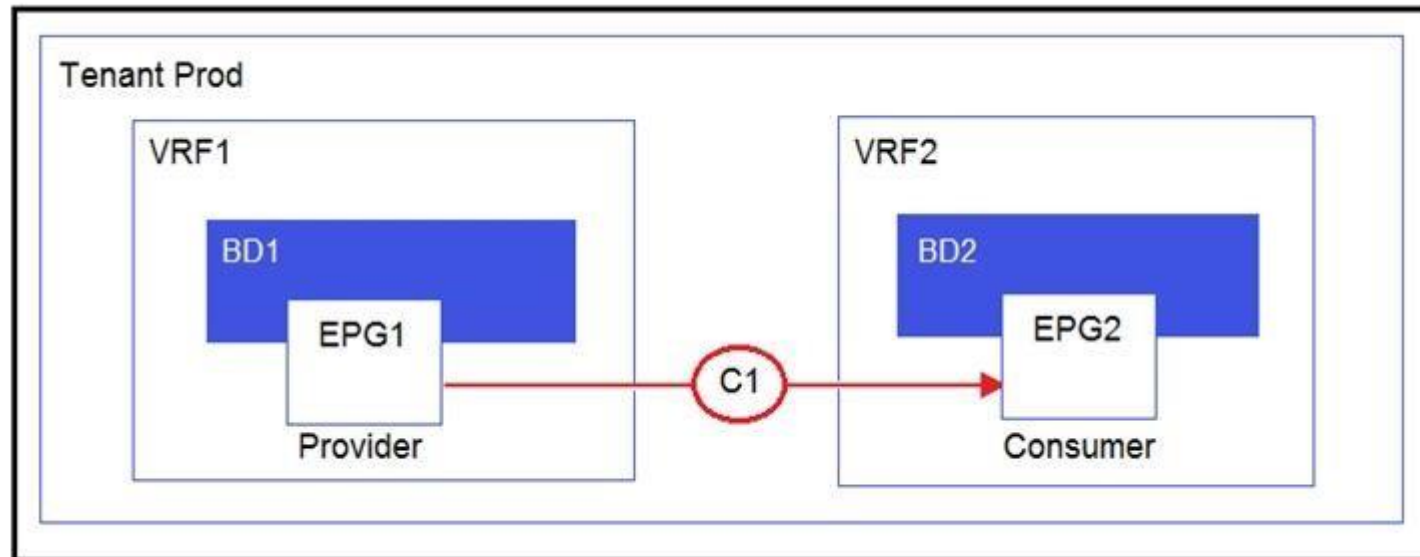 Tenant Prod
VRF1
VRF2
BD1
BD2
EPG1
EPG2
C1
Provider
Consumer